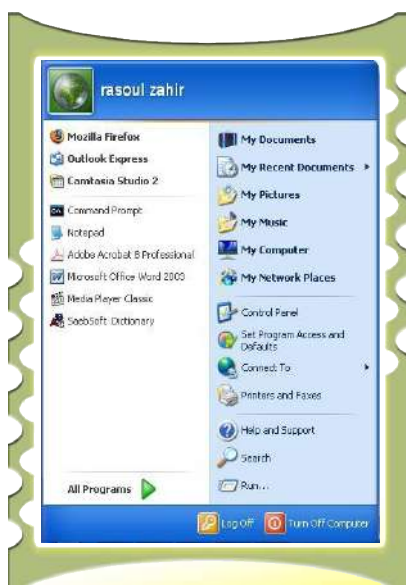 rasoul zahir
Mozilla Firefox
Outlook Express
Camtasia Studio 2
Command Prompt
Notepad
Adobe Acrobat 8 Professional
Microsoft Office Word 2003
Media Player Classic
SaebSoft Dictionary
All Programs
My Documents
My Recent Documents
My Pictures
My Music
My Computer
My Network Places
Control Panel
Set Program Access and
Defaults
Connect To
Printers and Faxes
Help and Support
Search
Run...
Log Off
Turn Off Computer